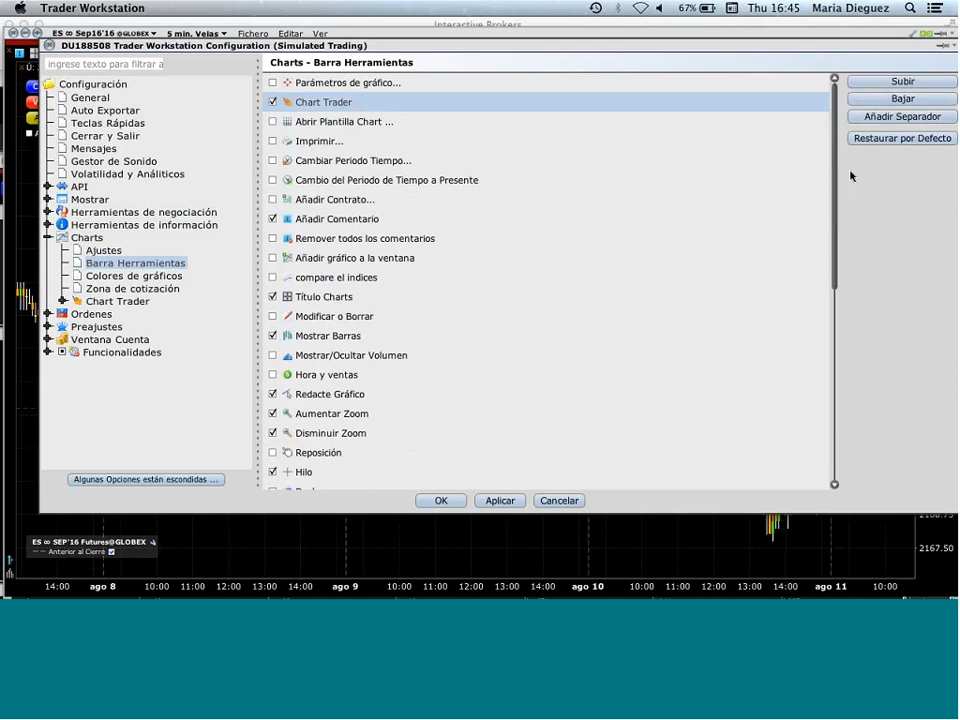 Trader Workstation
67%
Thu 16:45
Maria Dieguez
Interactive Brokers
ES ∞ Sep16'16 @GLOBEX
5 min. Velas
Fichero
Editar
Ver
DU188508 Trader Workstation Configuration (Simulated Trading)
ingrese texto para filtrar a
Configuración
General
Auto Exportar
Teclas Rápidas
Cerrar y Salir
Mensajes
Gestor de Sonido
Volatilidad y Análiticos
API
Mostrar
Herramientas de negociación
Herramientas de información
Charts
Ajustes
Barra Herramientas
Colores de gráficos
Zona de cotización
Chart Trader
Ordenes
Preajustes
Ventana Cuenta
Funcionalidades
Algunas Opciones están escondidas ...
Charts - Barra Herramientas
Parámetros de gráfico...
Chart Trader
Abrir Plantilla Chart ...
Imprimir...
Cambiar Periodo Tiempo...
Cambio del Periodo de Tiempo a Presente
Añadir Contrato...
Añadir Comentario
Remover todos los comentarios
Añadir gráfico a la ventana
compare el indices
Título Charts
Modificar o Borrar
Mostrar Barras
Mostrar/Ocultar Volumen
Hora y ventas
Redacte Gráfico
Aumentar Zoom
Disminuir Zoom
Reposición
Hilo
Subir
Bajar
Añadir Separador
Restaurar por Defecto
OK
Aplicar
Cancelar
ES ∞ SEP'16 Futures@GLOBEX
Anterior al Cierre
2167.50
14:00 ago 8 10:00 11:00 12:00 13:00 14:00 ago 9 10:00 11:00 12:00 13:00 14:00 ago 10 10:00 11:00 12:00 13:00 14:00 ago 11 10:00